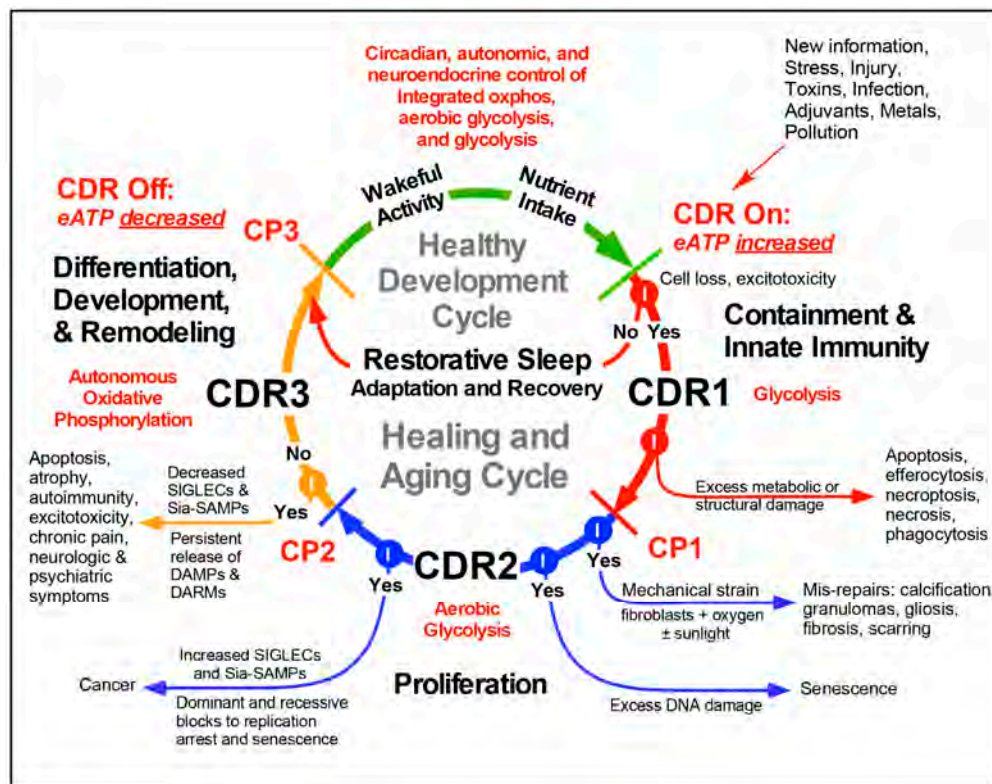 Circadian, autonomic, and
neuroendocrine control of
Integrated oxphos,
aerobic glycolysis,
and glycolysis
New information,
Stress, Injury,
Toxins, Infection,
Adjuvants, Metals,
Pollution
Wakeful
Activity
Nutrient
Intake
CDR Off:
eATP decreased
CP3
CDR On:
eATP increased
Healthy
Development
Cycle
Cell loss, excitotoxicity
No
Yes
Differentiation,
Development,
& Remodeling
Containment &
Innate Immunity
Restorative Sleep
Adaptation and Recovery
Autonomous
Oxidative
Phosphorylation
CDR3
CDR1
Glycolysis
Healing and
Aging Cycle
No
Yes
Apoptosis,
atrophy,
autoimmunity,
excitotoxicity,
chronic pain,
neurologic &
psychiatric
symptoms
Decreased
SIGLECs &
Sia-SAMPs
Persistent
release of
DAMPs &
DARMs
CP2
Excess metabolic or
structural damage
Apoptosis,
efferocytosis,
necroptosis,
necrosis,
phagocytosis
CP1
CDR2
Aerobic
Glycolysis
Yes
Yes
Yes
Mechanical strain
fibroblasts + oxygen
± sunlight
Mis-repairs: calcification,
granulomas, gliosis,
fibrosis, scarring
Increased SIGLECs
and Sia-SAMPs
Cancer
Dominant and recessive
blocks to replication
arrest and senescence
Proliferation
Excess DNA damage
Senescence